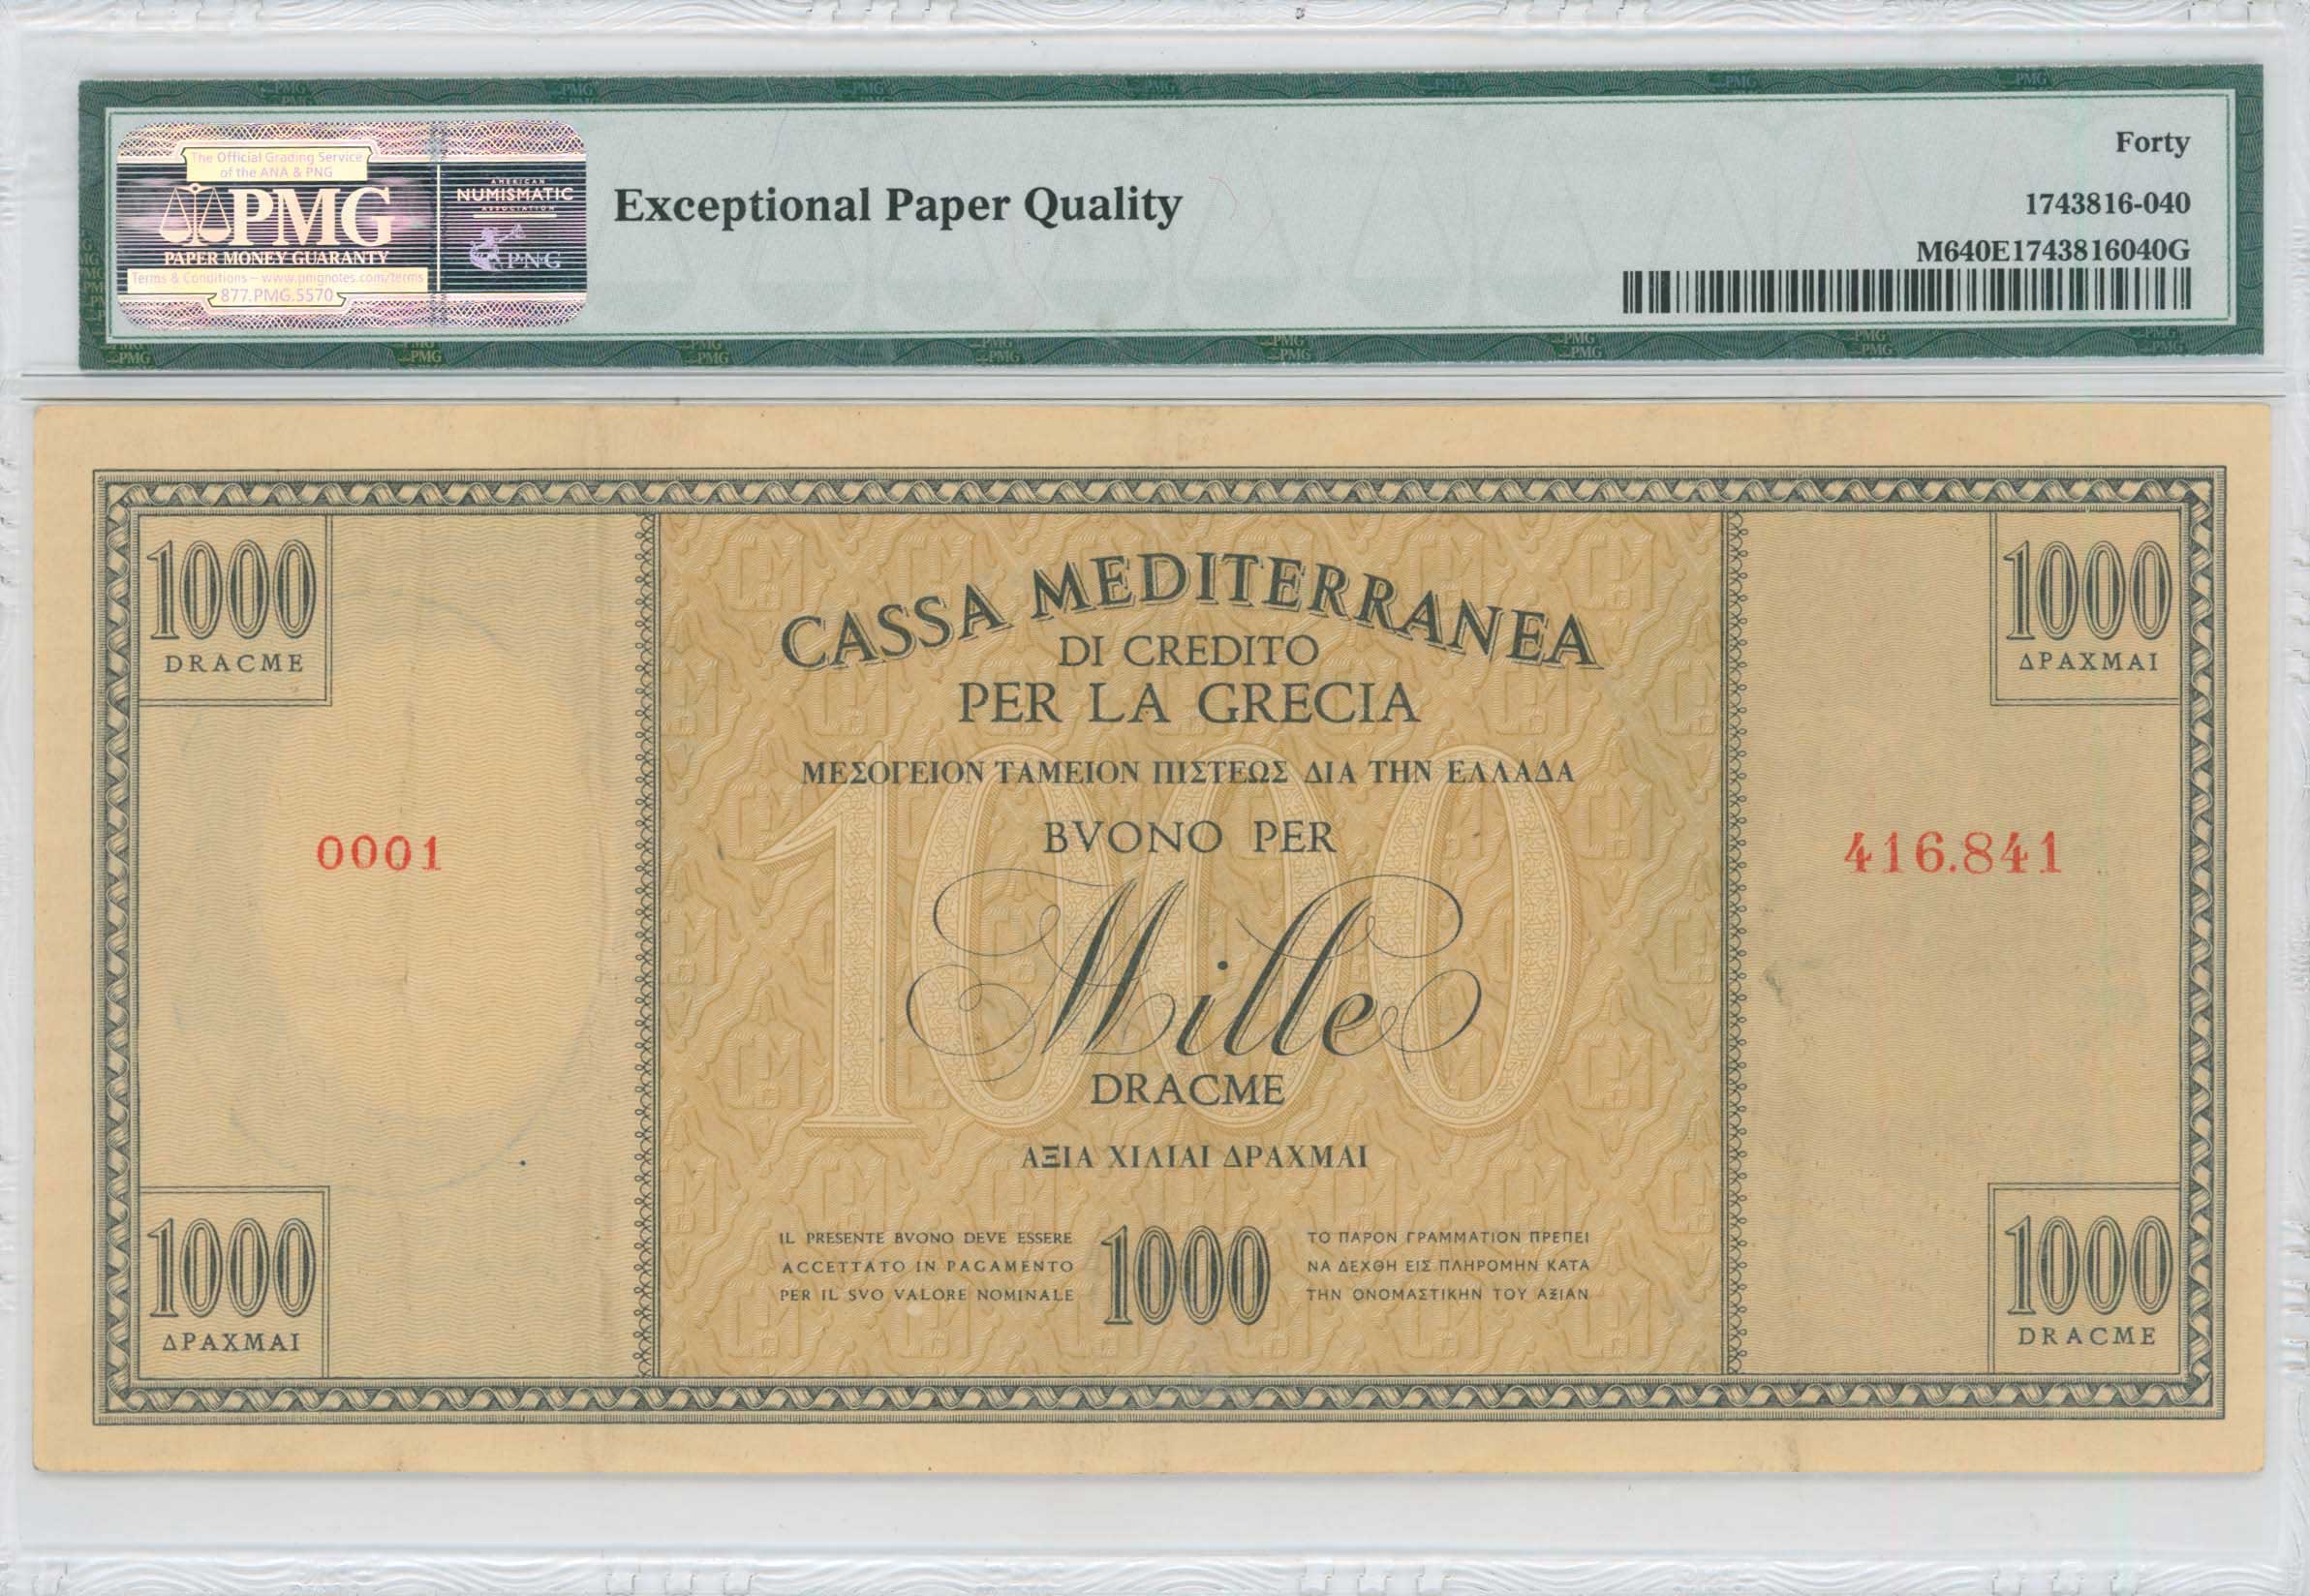 The Official Grading Service
of the ANA & PNG
PMG
PAPER MONEY GUARANTY
Terms & Conditions – www.pmgnotes.com/terms
877.PMG.5570
AMERICAN
NUMISMATIC
ASSOCIATION
PNG
Exceptional Paper Quality
Forty
1743816-040
M640E1743816040G
1000
DRACME
1000
ΔΡΑΧΜΑΙ
CASSA MEDITERRANEA
DI CREDITO
PER LA GRECIA
ΜΕΣΟΓΕΙΟΝ ΤΑΜΕΙΟΝ ΠΙΣΤΕΩΣ ΔΙΑ ΤΗΝ ΕΛΛΑΔΑ
BVONO PER
0001
416.841
1000
Mille
DRACME
ΑΞΙΑ ΧΙΛΙΑΙ ΔΡΑΧΜΑΙ
IL PRESENTE BVONO DEVE ESSERE
ACCETTATO IN PAGAMENTO
PER IL SVO VALORE NOMINALE
1000
ΤΟ ΠΑΡΟΝ ΓΡΑΜΜΑΤΙΟΝ ΠΡΕΠΕΙ
ΝΑ ΔΕΧΘΗ ΕΙΣ ΠΛΗΡΟΜΗΝ ΚΑΤΑ
ΤΗΝ ΟΝΟΜΑΣΤΙΚΗΝ ΤΟΥ ΑΞΙΑΝ
1000
ΔΡΑΧΜΑΙ
1000
DRACME